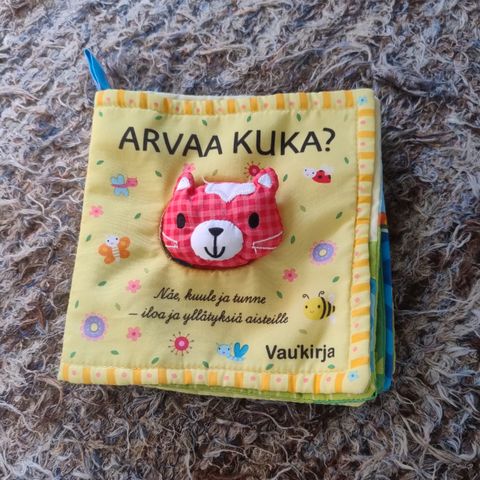 ARVAA KUKA?
Näe, kuule ja tunne
– iloa ja yllätyksiä aisteille
Vau'kirja